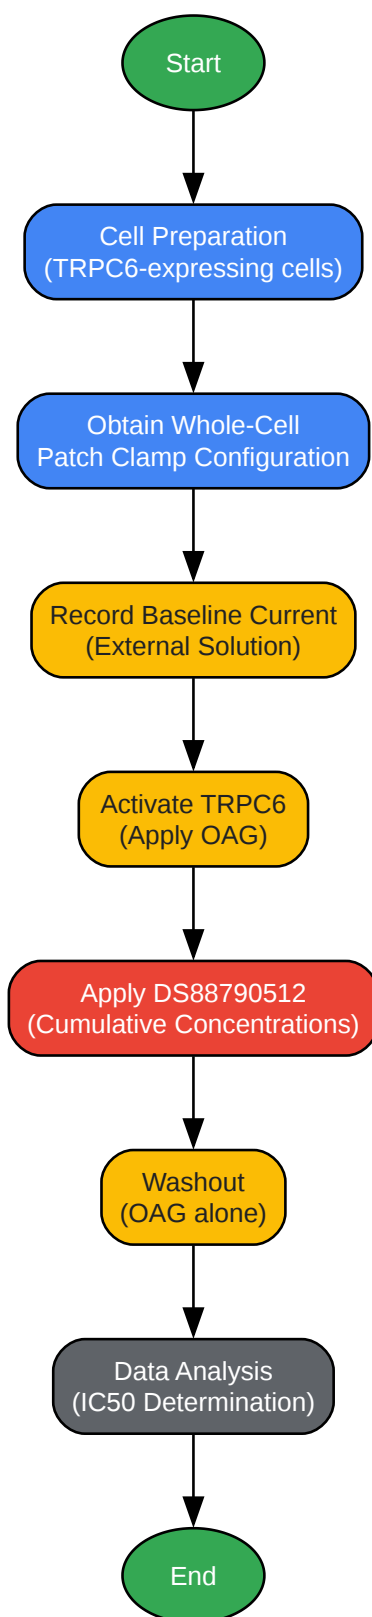 Start
Cell Preparation
(TRPC6-expressing cells)
Obtain Whole-Cell
Patch Clamp Configuration
Record Baseline Current
(External Solution)
Activate TRPC6
(Apply OAG)
Apply DS88790512
(Cumulative Concentrations)
Washout
(OAG alone)
Data Analysis
(IC50 Determination)
End